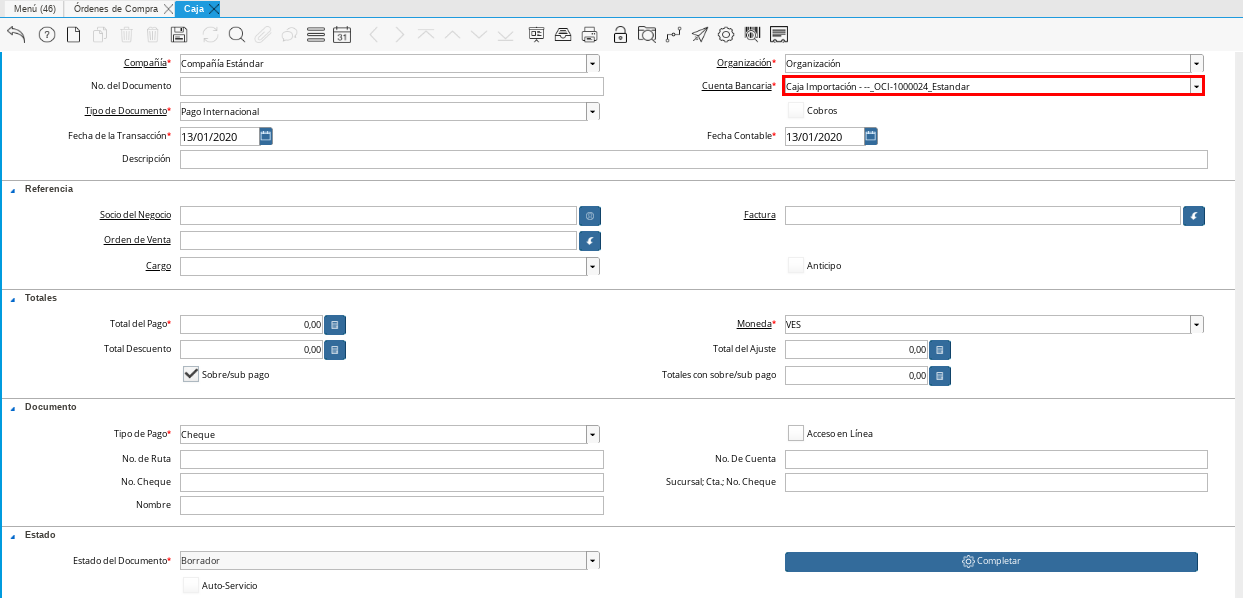 Menú (46) Órdenes de Compra Caja
31
Compañía* Compañía Estándar Organización* Organización
No. del Documento Cuenta Bancaria* Caja Importación - --_OCI-1000024_Estandar
Tipo de Documento* Pago Internacional Cobros
Fecha de la Transacción* 13/01/2020 Fecha Contable* 13/01/2020
Descripción
Referencia
Socio del Negocio Factura
Orden de Venta
Cargo Anticipo
Totales
Total del Pago* 0,00 Moneda* VES
Total Descuento 0,00 Total del Ajuste 0,00
Sobre/sub pago Totales con sobre/sub pago 0,00
Documento
Tipo de Pago* Cheque Acceso en Línea
No. de Ruta No. De Cuenta
No. Cheque Sucursal; Cta.; No. Cheque
Nombre
Estado
Estado del Documento* Borrador Completar
Auto-Servicio